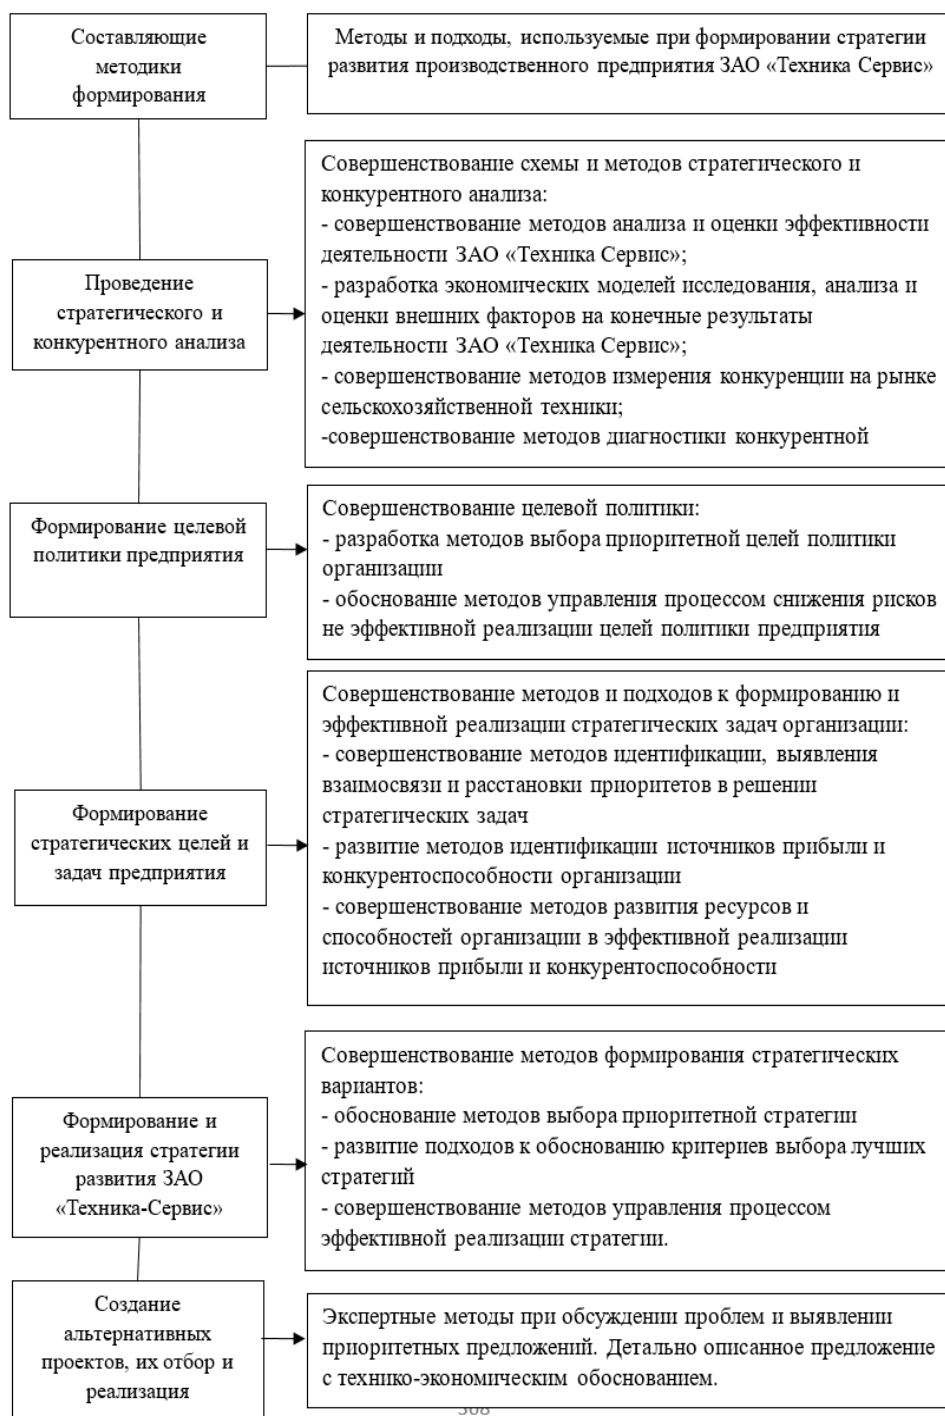 Составляющие
методики
формирования
Методы и подходы, используемые при формировании стратегии
развития производственного предприятия ЗАО «Техника Сервис»
Проведение
стратегического и
конкурентного анализа
Совершенствование схемы и методов стратегического и
конкурентного анализа:
- совершенствование методов анализа и оценки эффективности
деятельности ЗАО «Техника Сервис»;
- разработка экономических моделей исследования, анализа и
оценки внешних факторов на конечные результаты
деятельности ЗАО «Техника Сервис»;
- совершенствование методов измерения конкуренции на рынке
сельскохозяйственной техники;
-совершенствование методов диагностики конкурентной
Формирование целевой
политики предприятия
Совершенствование целевой политики:
- разработка методов выбора приоритетной целей политики
организации
- обоснование методов управления процессом снижения рисков
не эффективной реализации целей политики предприятия
Формирование
стратегических целей и
задач предприятия
Совершенствование методов и подходов к формированию и
эффективной реализации стратегических задач организации:
- совершенствование методов идентификации, выявления
взаимосвязи и расстановки приоритетов в решении
стратегических задач
- развитие методов идентификации источников прибыли и
конкурентоспособности организации
- совершенствование методов развития ресурсов и
способностей организации в эффективной реализации
источников прибыли и конкурентоспособности
Формирование и
реализация стратегии
развития ЗАО
«Техника-Сервис»
Совершенствование методов формирования стратегических
вариантов:
- обоснование методов выбора приоритетной стратегии
- развитие подходов к обоснованию критериев выбора лучших
стратегий
- совершенствование методов управления процессом
эффективной реализации стратегии.
Создание
альтернативных
проектов, их отбор и
реализация
Экспертные методы при обсуждении проблем и выявлении
приоритетных предложений. Детально описанное предложение
с технико-экономическим обоснованием.